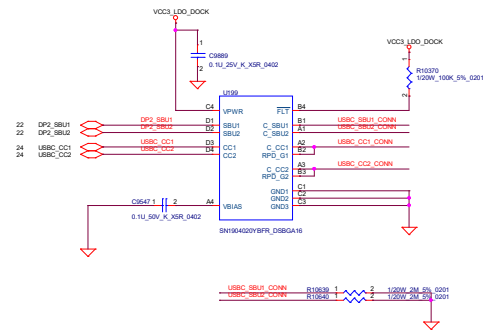 VCC3_LDO_DOCK
1
C9889
0.1U_25V_K_X5R_0402
2
VCC3_LDO_DOCK
1
R10370
1/20W_100K_5%_0201
2
U199
C4 VPWR FLT B4
22 DP2_SBU1 DP2_SBU1 D1 SBU1 C_SBU1 B1 USBC_SBU1_CONN
22 DP2_SBU2 DP2_SBU2 D2 SBU2 C_SBU2 A1 USBC_SBU2_CONN
24 USBC_CC1 USBC_CC1 D3 CC1 C_CC1 A2 USBC_CC1_CONN
RPD_G1 B2
24 USBC_CC2 USBC_CC2 D4 CC2
C_CC2 A3 USBC_CC2_CONN
RPD_G2 B3
GND1 C1
GND2 C2
GND3 C3
C9547 1 2 A4 VBIAS
0.1U_50V_K_X5R_0402
SN1904020YBFR_DSBGA16
USBC_SBU1_CONN R10639 1 2 1/20W_2M_5%_0201
USBC_SBU2_CONN R10640 1 2 1/20W_2M_5%_0201